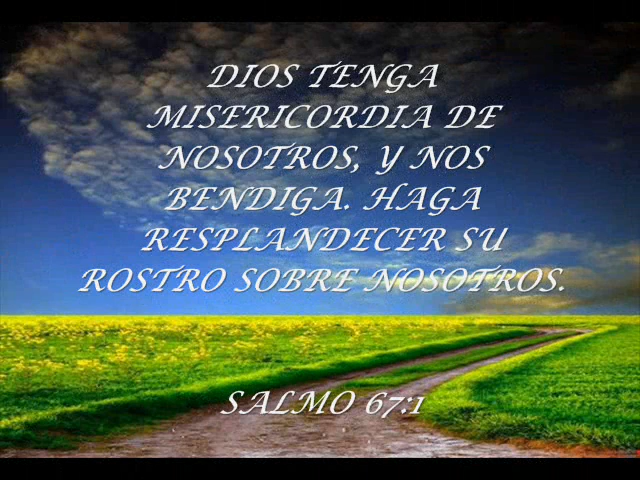 DIOS TENGA
MISERICORDIA DE
NOSOTROS, Y NOS
BENDIGA. HAGA
RESPLANDECER SU
ROSTRO SOBRE NOSOTROS.
SALMO 67:1